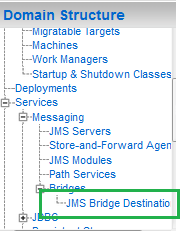 Domain Structure
Migratable Targets
Machines
Work Managers
Startup & Shutdown Classes
Deployments
Services
Messaging
JMS Servers
Store-and-Forward Agen
JMS Modules
Path Services
Bridges
JMS Bridge Destinatio
JDBC